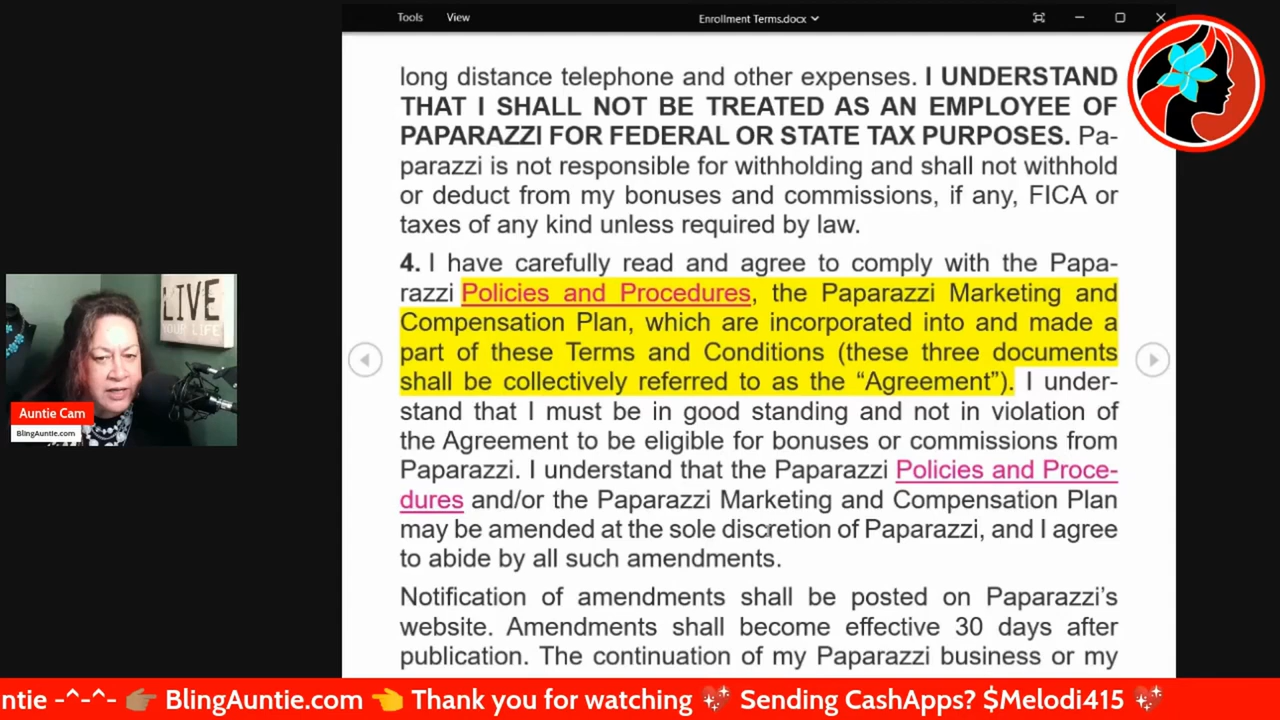 Tools View Enrollment Terms.docx
long distance telephone and other expenses. I UNDERSTAND
THAT I SHALL NOT BE TREATED AS AN EMPLOYEE OF
PAPARAZZI FOR FEDERAL OR STATE TAX PURPOSES. Pa-
parazzi is not responsible for withholding and shall not withhold
or deduct from my bonuses and commissions, if any, FICA or
taxes of any kind unless required by law.
4. I have carefully read and agree to comply with the Papa-
razzi Policies and Procedures, the Paparazzi Marketing and
Compensation Plan, which are incorporated into and made a
part of these Terms and Conditions (these three documents
shall be collectively referred to as the “Agreement”). I under-
stand that I must be in good standing and not in violation of
the Agreement to be eligible for bonuses or commissions from
Paparazzi. I understand that the Paparazzi Policies and Proce-
dures and/or the Paparazzi Marketing and Compensation Plan
may be amended at the sole discretion of Paparazzi, and I agree
to abide by all such amendments.
Notification of amendments shall be posted on Paparazzi’s
website. Amendments shall become effective 30 days after
publication. The continuation of my Paparazzi business or my
LIVE
YOUR LIFE
Auntie Cam
BlingAuntie.com
ntie -^-^- 👉🏽 BlingAuntie.com 👈 Thank you for watching 💖 Sending CashApps? $Melodi415 💖